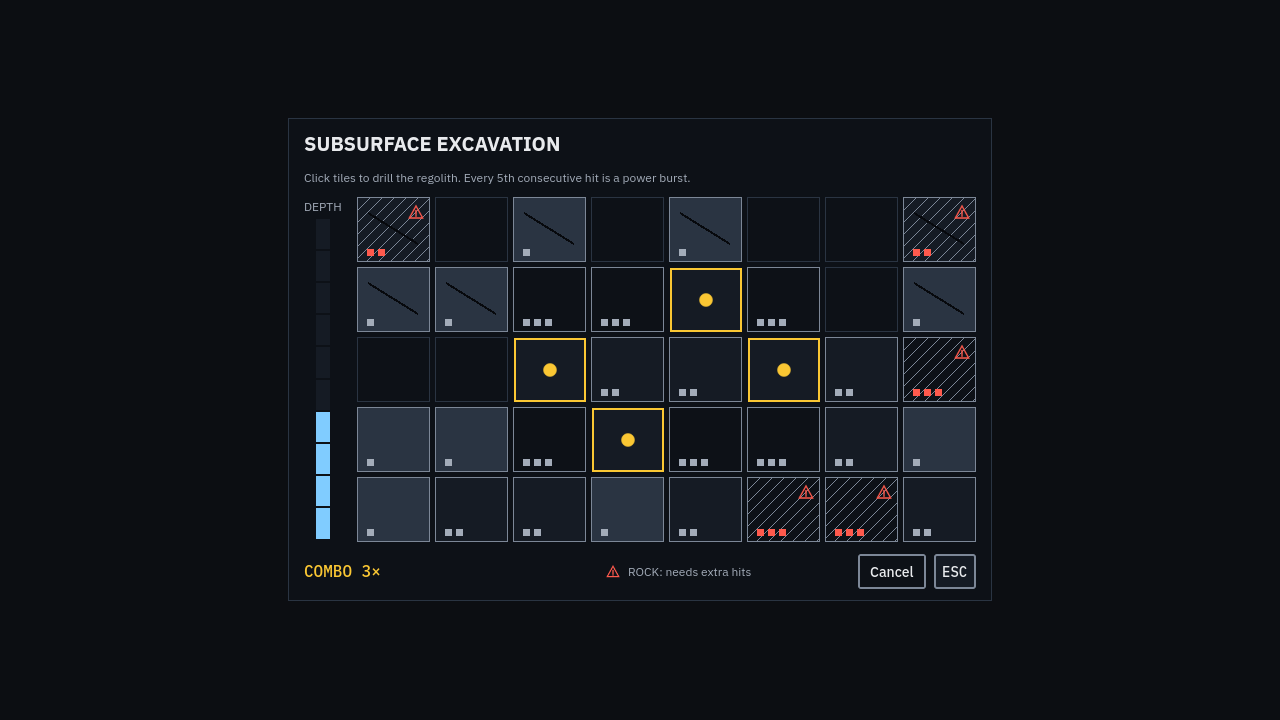 SUBSURFACE EXCAVATION
Click tiles to drill the regolith. Every 5th consecutive hit is a power burst.
DEPTH
COMBO 3×
ROCK: needs extra hits
Cancel
ESC